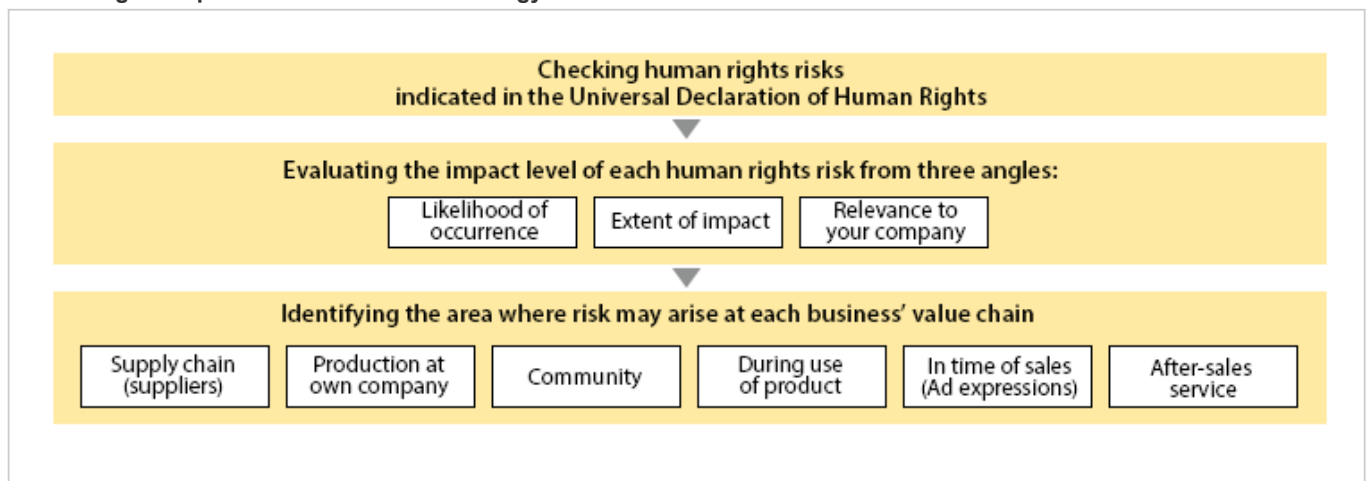 Checking human rights risks
indicated in the Universal Declaration of Human Rights
Evaluating the impact level of each human rights risk from three angles:
Likelihood of
occurrence
Extent of impact
Relevance to
your company
Identifying the area where risk may arise at each business’ value chain
Supply chain
(suppliers)
Production at
own company
Community
During use
of product
In time of sales
(Ad expressions)
After-sales
service